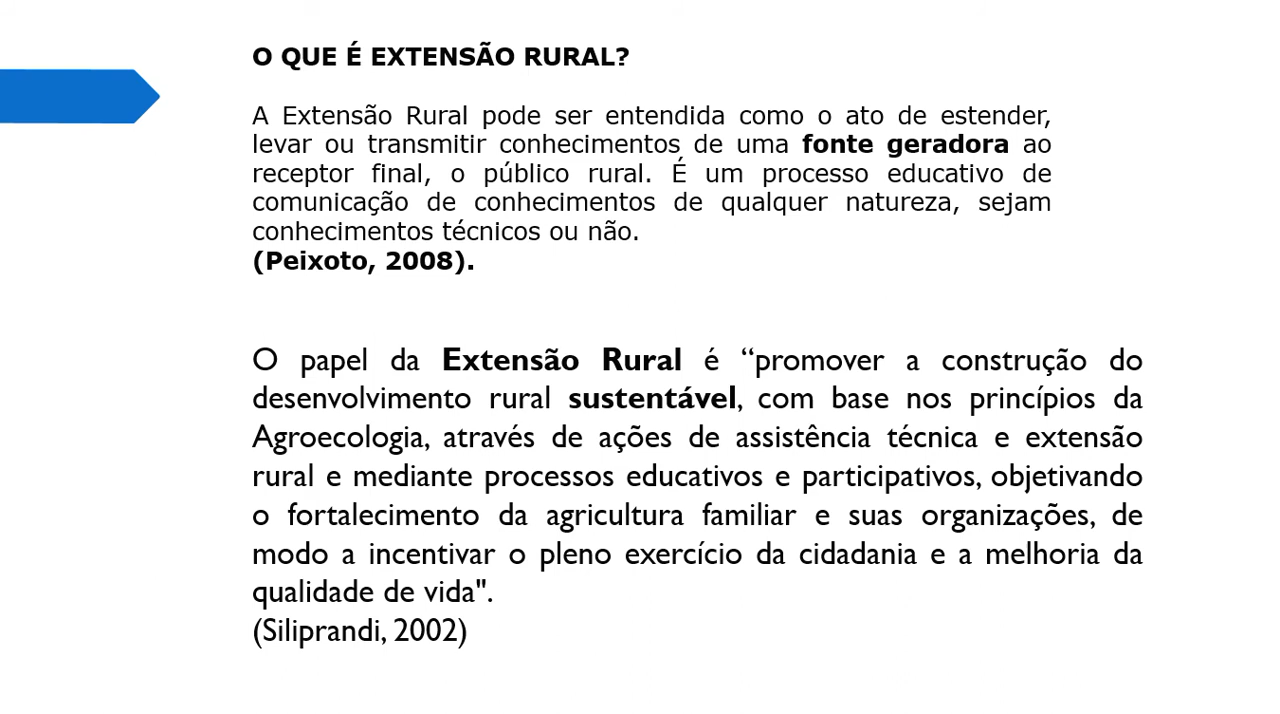 O QUE É EXTENSÃO RURAL?
A Extensão Rural pode ser entendida como o ato de estender,
levar ou transmitir conhecimentos de uma fonte geradora ao
receptor final, o público rural. É um processo educativo de
comunicação de conhecimentos de qualquer natureza, sejam
conhecimentos técnicos ou não.
(Peixoto, 2008).
O papel da Extensão Rural é “promover a construção do
desenvolvimento rural sustentável, com base nos princípios da
Agroecologia, através de ações de assistência técnica e extensão
rural e mediante processos educativos e participativos, objetivando
o fortalecimento da agricultura familiar e suas organizações, de
modo a incentivar o pleno exercício da cidadania e a melhoria da
qualidade de vida".
(Siliprandi, 2002)